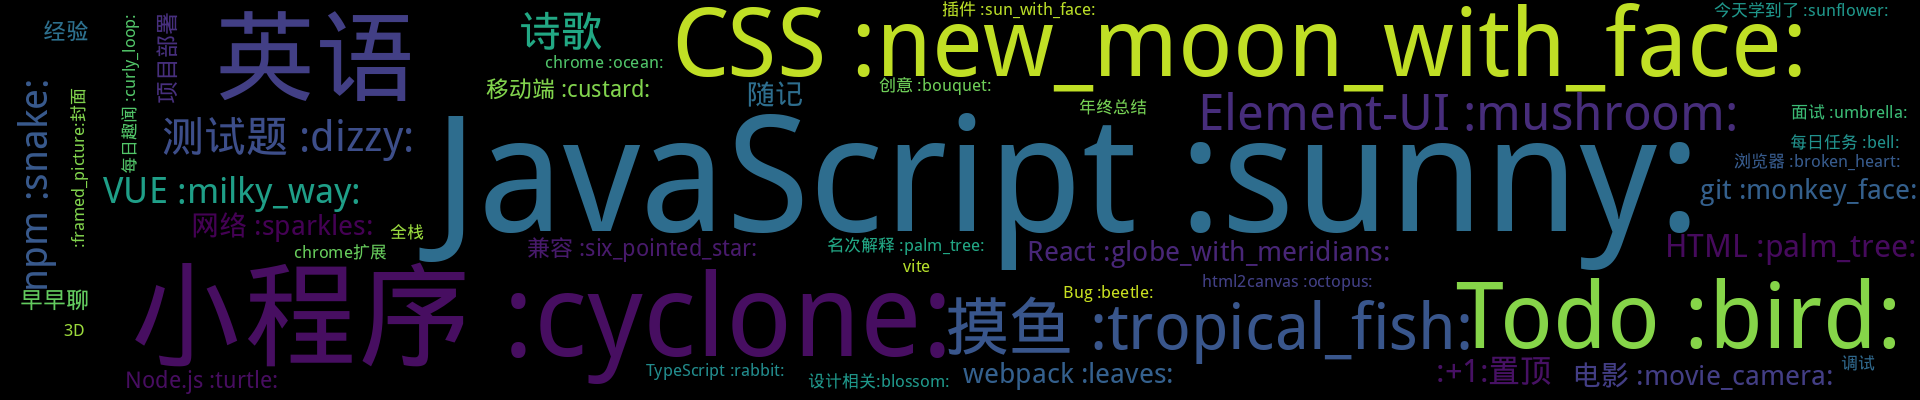 经验
项目部署
英语
诗歌
CSS :new_moon_with_face:
插件 :sun_with_face:
今天学到了 :sunflower:
每日趣闻 :curly_loop:
chrome :ocean:
移动端 :custard:
随记
创意 :bouquet:
年终总结
Element-UI :mushroom:
面试 :umbrella:
npm :snake:
:framed_picture:封面
测试题 :dizzy:
JavaScript :sunny:
每日任务 :bell:
浏览器 :broken_heart:
VUE :milky_way:
git :monkey_face:
网络 :sparkles:
全栈
chrome扩展
兼容 :six_pointed_star:
名次解释 :palm_tree:
vite
React :globe_with_meridians:
HTML :palm_tree:
早早聊
3D
小程序 :cyclone:
摸鱼 :tropical_fish:
Bug :beetle:
html2canvas :octopus:
Todo :bird:
Node.js :turtle:
TypeScript :rabbit:
设计相关:blossom:
webpack :leaves:
:+1:置顶
电影 :movie_camera:
调试